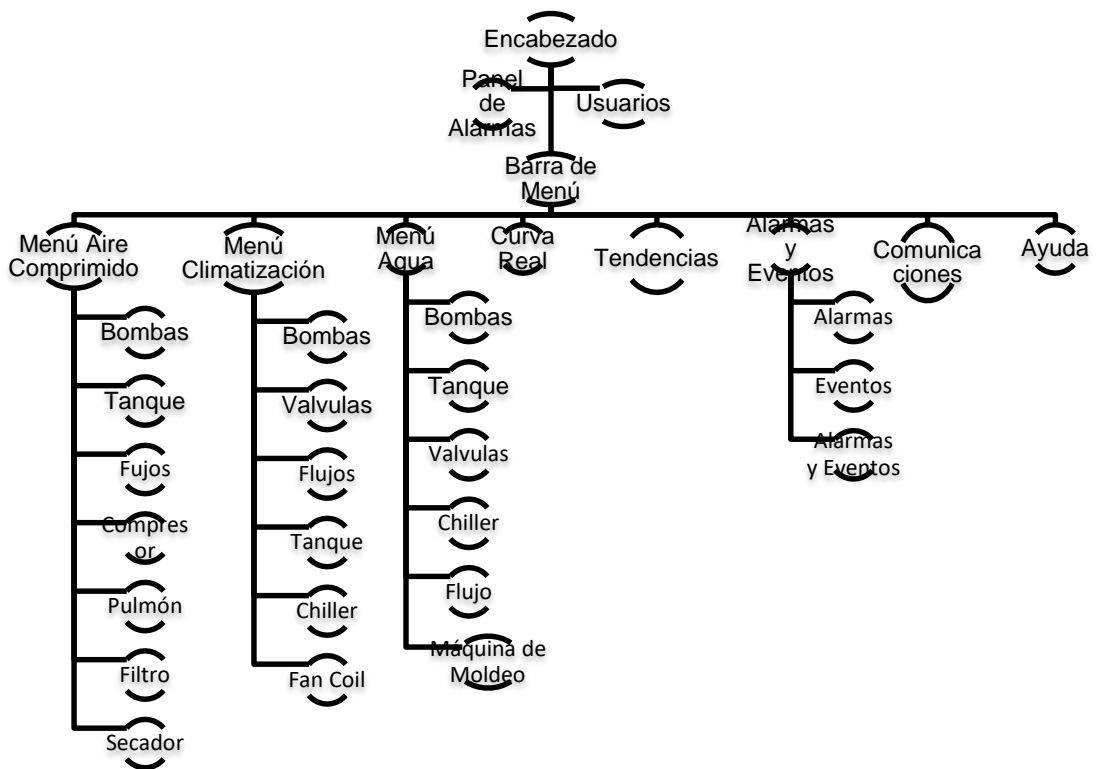 Encabezado
Panel
de
Alarmas
Usuarios
Barra de
Menú
Menú Aire
Comprimido
Bombas
Tanque
Fujos
Compres
or
Pulmón
Filtro
Secador
Menú
Climatización
Bombas
Valvulas
Flujos
Tanque
Chiller
Fan Coil
Menú
Agua
Bombas
Tanque
Valvulas
Chiller
Flujo
Máquina de
Moldeo
Curva
Real
Tendencias
Alarmas
y
Eventos
Alarmas
Eventos
Alarmas
y Eventos
Comunica
ciones
Ayuda